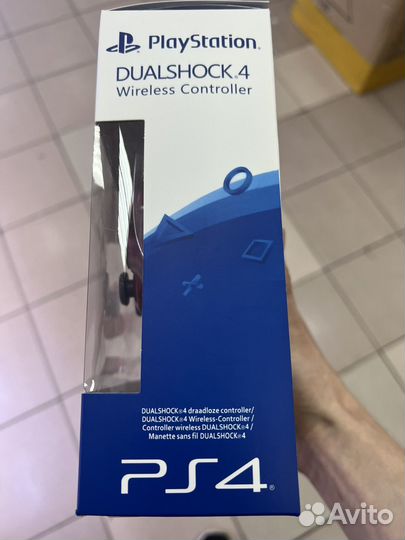 PlayStation®
DUALSHOCK®4
Wireless Controller
DUALSHOCK®4 draadloze controller/
DUALSHOCK®4 Wireless-Controller /
Controller wireless DUALSHOCK®4 /
Manette sans fil DUALSHOCK®4
PS4®
Avito